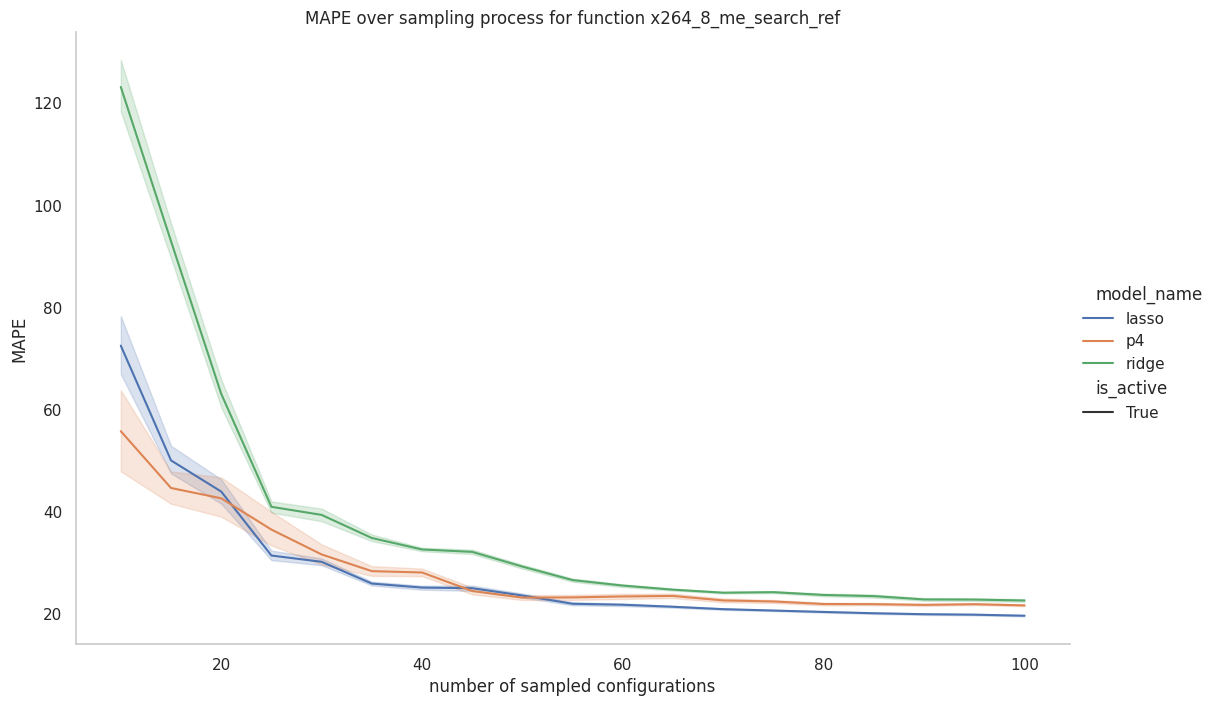 MAPE over sampling process for function x264_8_me_search_ref
120
100
80
60
40
20
MAPE
20 40 60 80 100
number of sampled configurations
model_name
lasso
p4
ridge
is_active
True